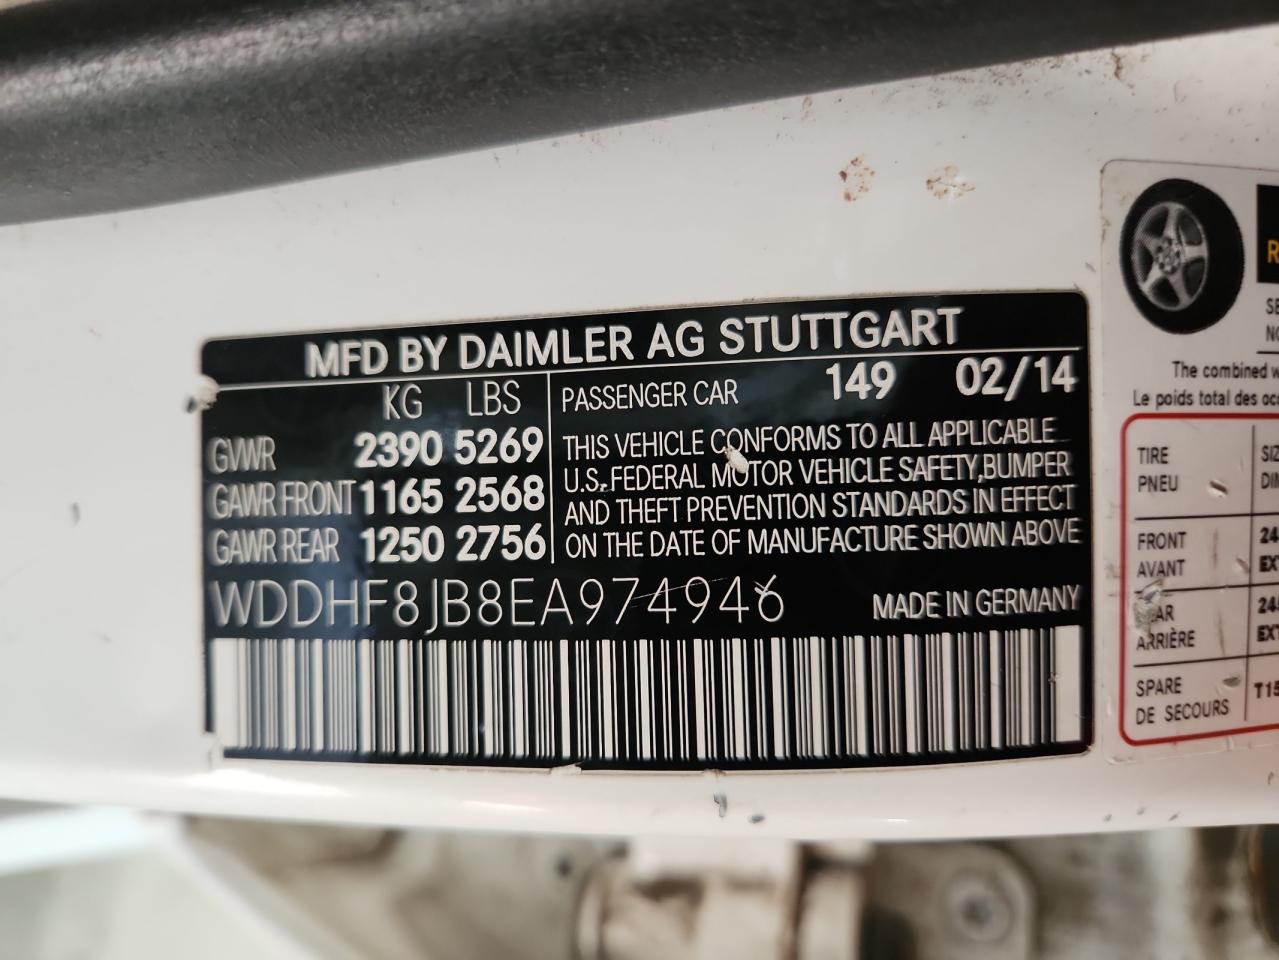 MFD BY DAIMLER AG STUTTGART
KG LBS
GVWR 2390 5269
GAWR FRONT 1165 2568
GAWR REAR 1250 2756
PASSENGER CAR 149 02/14
THIS VEHICLE CONFORMS TO ALL APPLICABLE
U.S. FEDERAL MOTOR VEHICLE SAFETY, BUMPER
AND THEFT PREVENTION STANDARDS IN EFFECT
ON THE DATE OF MANUFACTURE SHOWN ABOVE
WDDHF8JB8EA974946 MADE IN GERMANY
The combined
Le poids total des
TIRE
PNEU
FRONT
AVANT
ARRIÈRE
SPARE
DE SECOURS